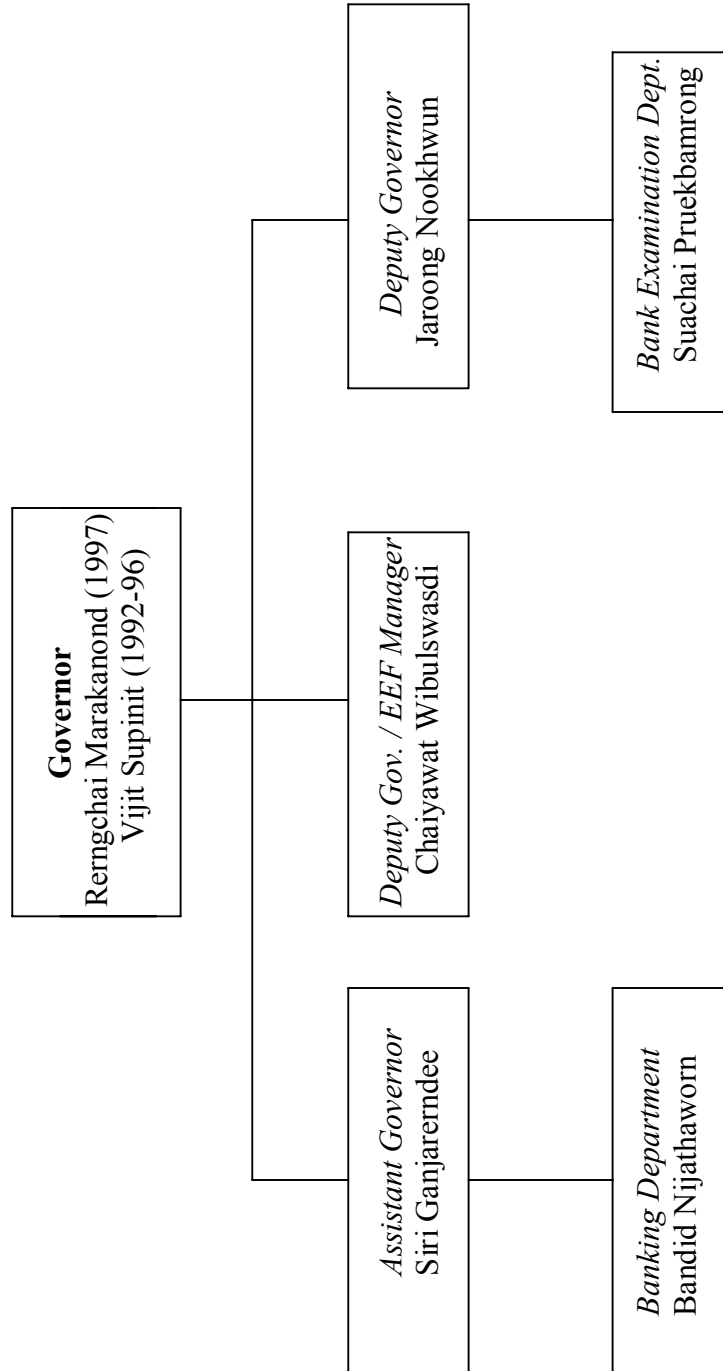 Governor
Rerngchai Marakanond (1997)
Vijit Supinit (1992-96)
Assistant Governor
Siri Ganjarerndee
Deputy Gov. / EEF Manager
Chaiyawat Wibulswasdi
Deputy Governor
Jaroong Nookhwun
Banking Department
Bandid Nijathaworn
Bank Examination Dept.
Suachai Pruekbamrong